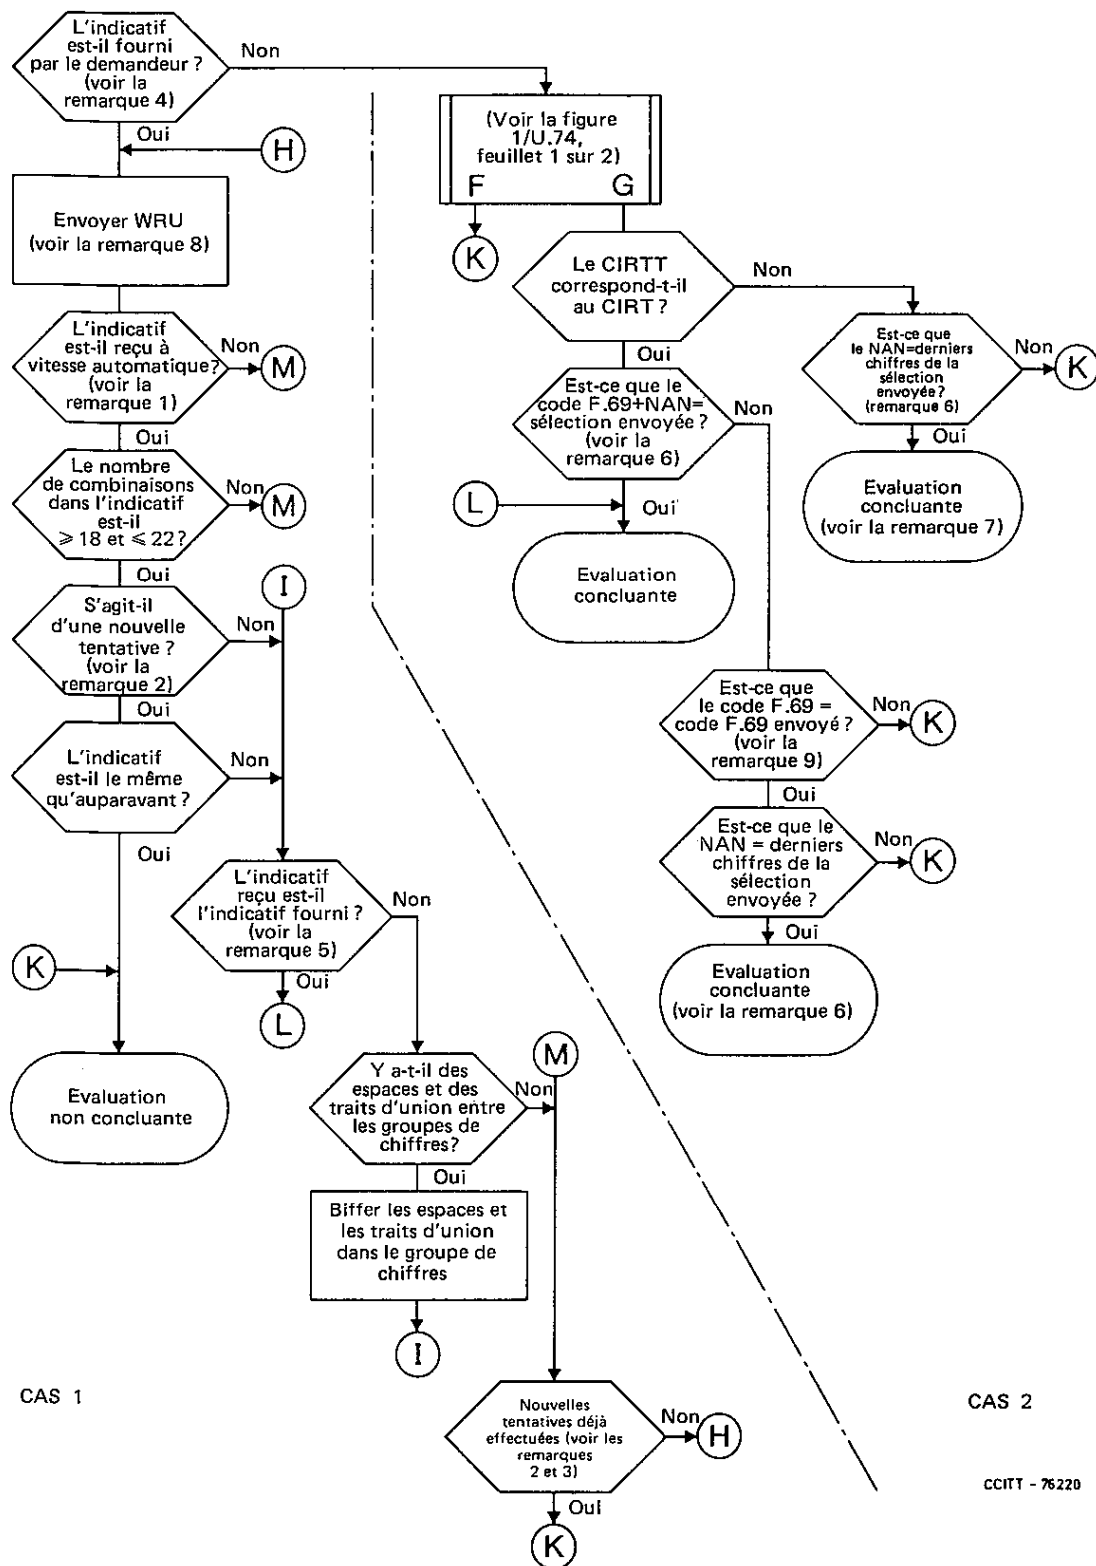 L'indicatif
est-il fourni
par le demandeur ?
(voir la
remarque 4)
Non
Oui
H
Envoyer WRU
(voir la remarque 8)
L'indicatif
est-il reçu à
vitesse automatique?
(voir la
remarque 1)
Non
M
Oui
Le nombre
de combinaisons
dans l'indicatif
est-il
⩾ 18 et ⩽ 22 ?
Non
M
Oui
I
S'agit-il
d'une nouvelle
tentative ?
(voir la
remarque 2)
Non
Oui
L'indicatif
est-il le même
qu'auparavant ?
Non
Oui
K
Evaluation
non concluante
L'indicatif
reçu est-il
l'indicatif fourni ?
(voir la
remarque 5)
Non
Oui
L
Y a-t-il des
espaces et des
traits d'union entre
les groupes de
chiffres?
Non
M
Oui
Biffer les espaces et
les traits d'union
dans le groupe de
chiffres
I
Nouvelles
tentatives déjà
effectuées (voir les
remarques
2 et 3)
Non
H
Oui
K
CAS 1
(Voir la figure
1/U.74,
feuillet 1 sur 2)
F
G
K
Le CIRTT
correspond-t-il
au CIRT ?
Non
Oui
Est-ce que
le NAN=derniers
chiffres de la
sélection
envoyée?
(remarque 6)
Non
K
Oui
Evaluation
concluante
(voir la remarque 7)
Est-ce que le
code F.69+NAN=
sélection envoyée ?
(voir la
remarque 6)
Non
L
Oui
Evaluation
concluante
Est-ce que
le code F.69 =
code F.69 envoyé ?
(voir la
remarque 9)
Non
K
Oui
Est-ce que le
NAN = derniers
chiffres de la
sélection
envoyée ?
Non
K
Oui
Evaluation
concluante
(voir la remarque 6)
CAS 2
CCITT - 76220